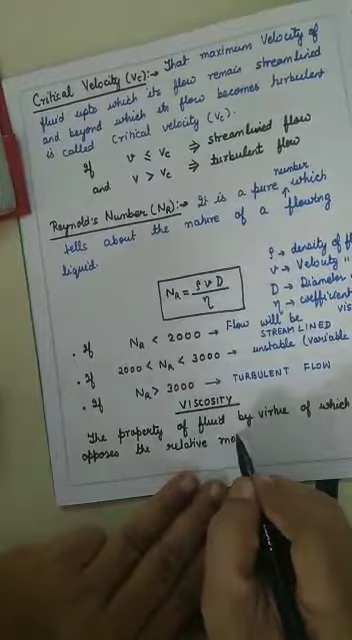 Critical Velocity (Vc):→ That maximum Velocity of
fluid upto which its flow remain streamlined
and beyond which its flow becomes turbulent
is called critical velocity (Vc).
If v ≤ vc ⇒ streamlined flow
and v > vc ⇒ turbulent flow
Reynold's Number (NR):→ It is a pure number which
tells about the nature of a flowing
liquid.
NR = ρ v D / η
ρ → density of
v → Velocity "
D → Diameter
η → coefficient
vis
. If NR < 2000 → Flow will be STREAMLINED
. If 2000 < NR < 3000 → unstable (variable
. If NR > 3000 → TURBULENT FLOW
VISCOSITY
The property of fluid by virtue of which
opposes the relative mo